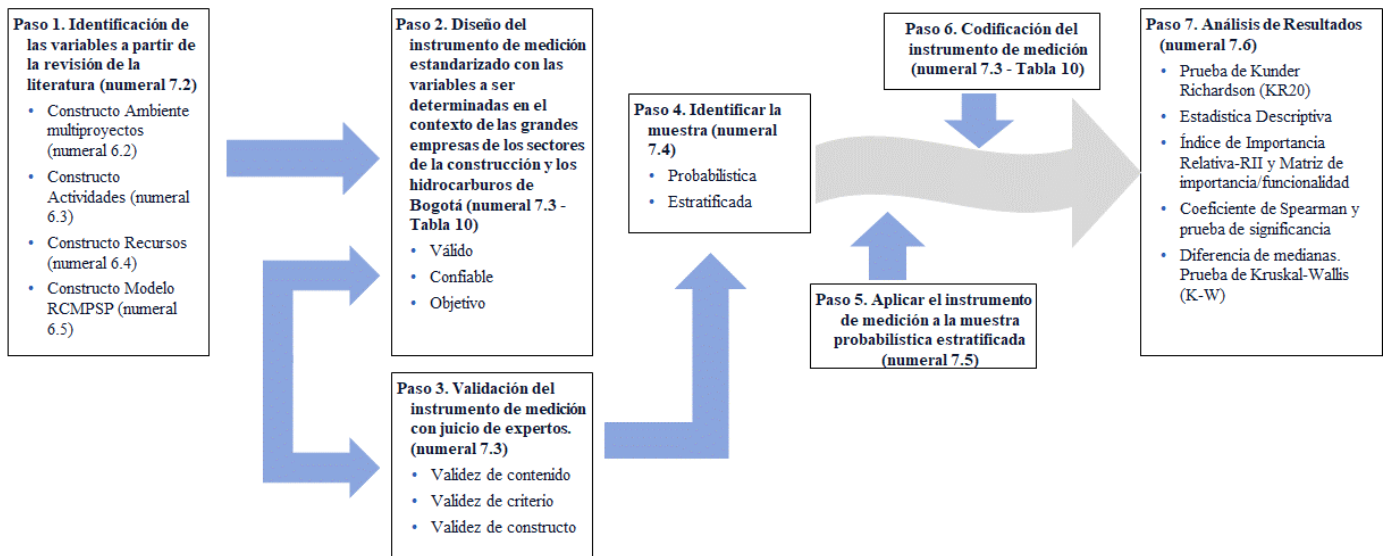 Paso 1. Identificación de
las variables a partir de
la revisión de la
literatura (numeral 7.2)
• Constructo Ambiente
multiproyectos
(numeral 6.2)
• Constructo
Actividades (numeral
6.3)
• Constructo Recursos
(numeral 6.4)
• Constructo Modelo
RCMPSP (numeral
6.5)
Paso 2. Diseño del
instrumento de medición
estandarizado con las
variables a ser
determinadas en el
contexto de las grandes
empresas de los sectores
de la construcción y los
hidrocarburos de
Bogotá (numeral 7.3 -
Tabla 10)
• Válido
• Confiable
• Objetivo
Paso 3. Validación del
instrumento de medición
con juicio de expertos.
(numeral 7.3)
• Validez de contenido
• Validez de criterio
• Validez de constructo
Paso 4. Identificar la
muestra (numeral
7.4)
• Probabilística
• Estratificada
Paso 5. Aplicar el instrumento
de medición a la muestra
probabilística estratificada
(numeral 7.5)
Paso 6. Codificación del
instrumento de medición
(numeral 7.3 - Tabla 10)
Paso 7. Análisis de Resultados
(numeral 7.6)
• Prueba de Kunder
Richardson (KR20)
• Estadística Descriptiva
• Índice de Importancia
Relativa-RII y Matriz de
importancia/funcionalidad
• Coeficiente de Spearman y
prueba de significancia
• Diferencia de medianas.
Prueba de Kruskal-Wallis
(K-W)